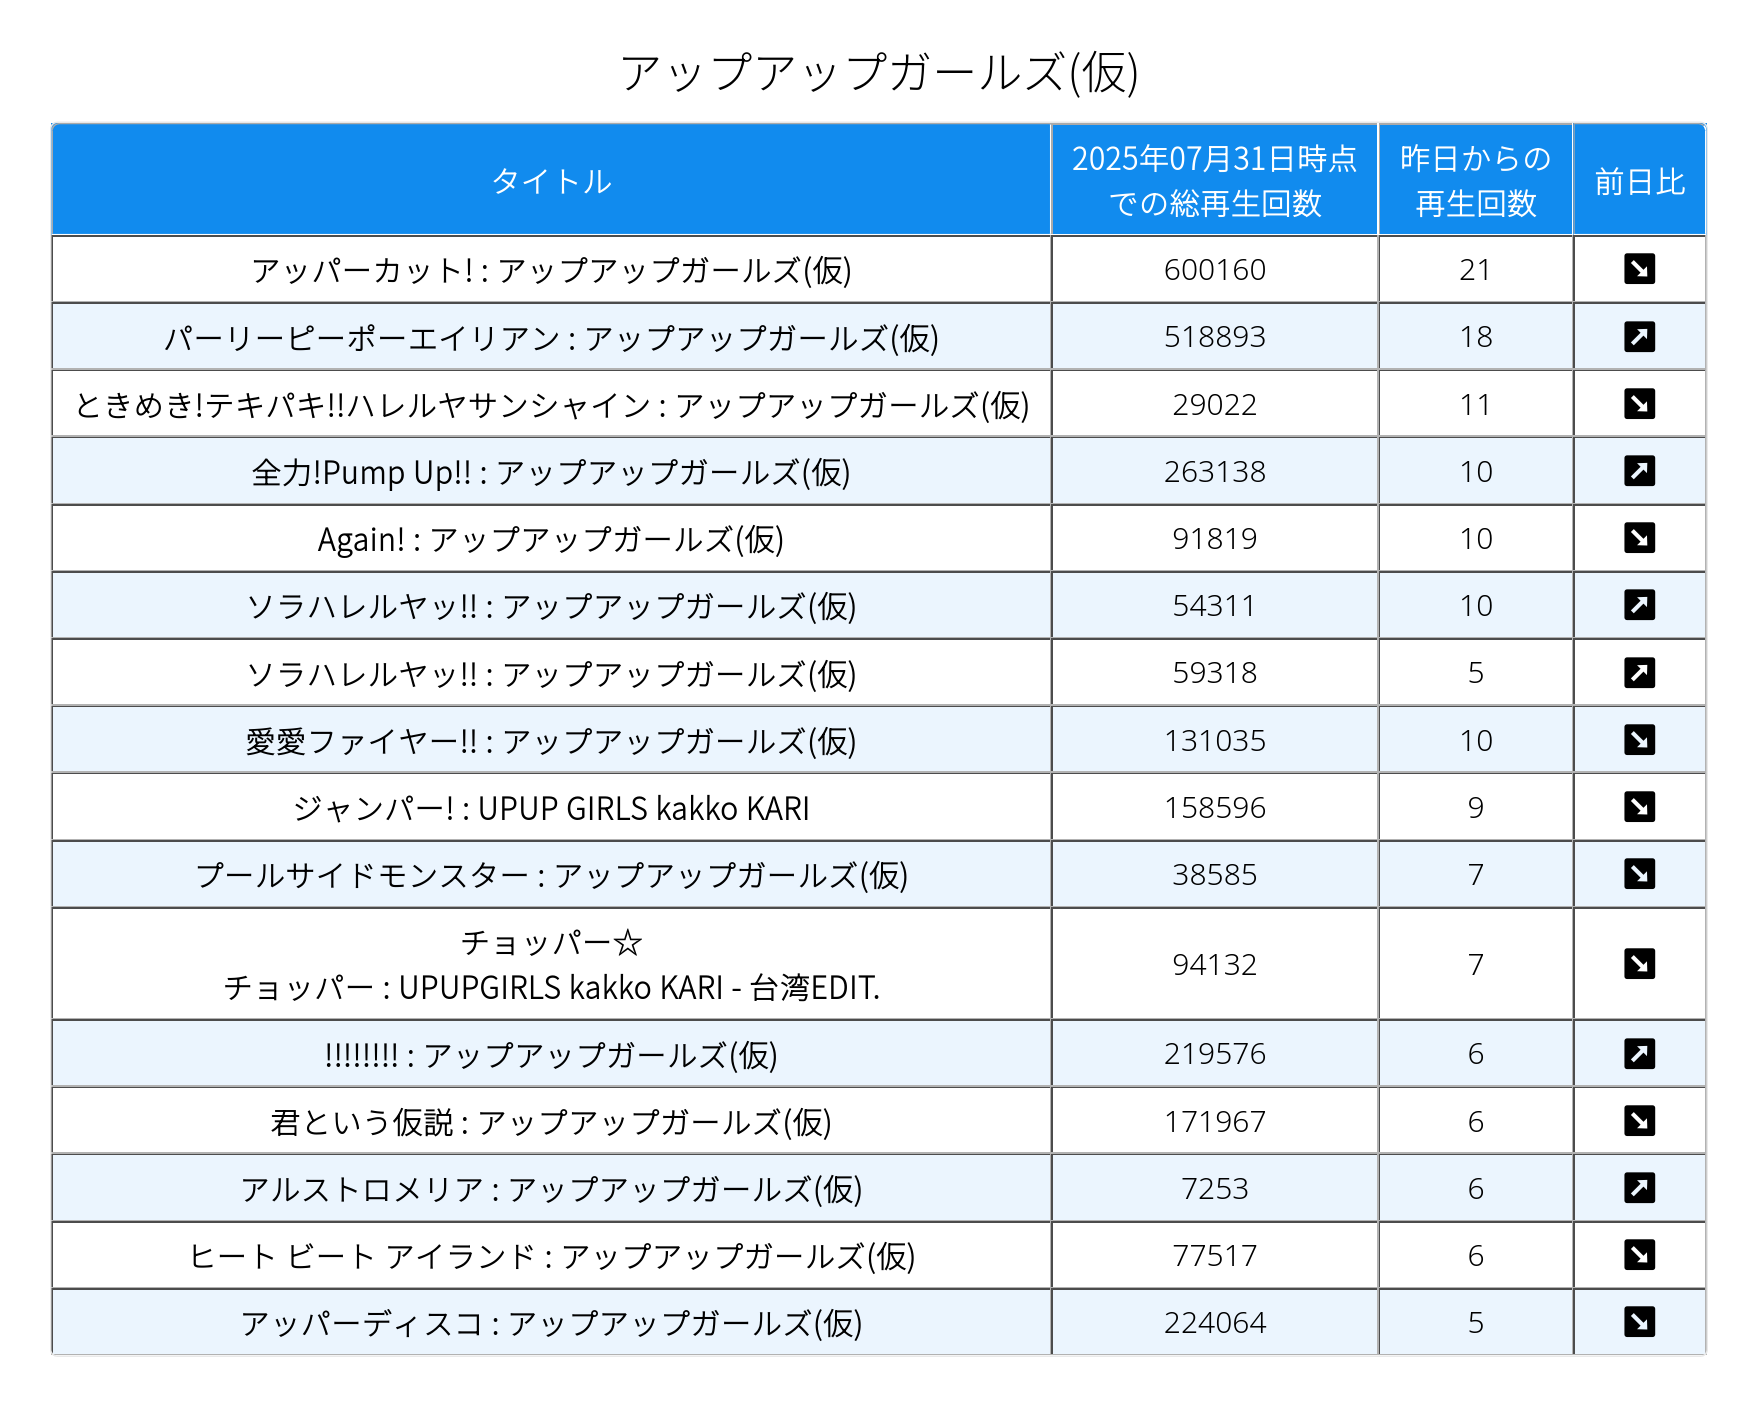 アップアップガールズ(仮)
タイトル 2025年07月31日時点での総再生回数 昨日からの再生回数 前日比
アッパーカット! : アップアップガールズ(仮) 600160 21 ↘
パーリーピーポーエイリアン : アップアップガールズ(仮) 518893 18 ↗
ときめき!テキパキ!!ハレルヤサンシャイン : アップアップガールズ(仮) 29022 11 ↘
全力!Pump Up!! : アップアップガールズ(仮) 263138 10 ↗
Again! : アップアップガールズ(仮) 91819 10 ↘
ソラハレルヤッ!! : アップアップガールズ(仮) 54311 10 ↗
ソラハレルヤッ!! : アップアップガールズ(仮) 59318 5 ↗
愛愛ファイヤー!! : アップアップガールズ(仮) 131035 10 ↘
ジャンパー! : UPUP GIRLS kakko KARI 158596 9 ↘
プールサイドモンスター : アップアップガールズ(仮) 38585 7 ↘
チョッパー☆
チョッパー : UPUPGIRLS kakko KARI - 台湾EDIT. 94132 7 ↘
!!!!!!!! : アップアップガールズ(仮) 219576 6 ↗
君という仮説 : アップアップガールズ(仮) 171967 6 ↘
アルストロメリア : アップアップガールズ(仮) 7253 6 ↗
ヒート ビート アイランド : アップアップガールズ(仮) 77517 6 ↘
アッパーディスコ : アップアップガールズ(仮) 224064 5 ↘